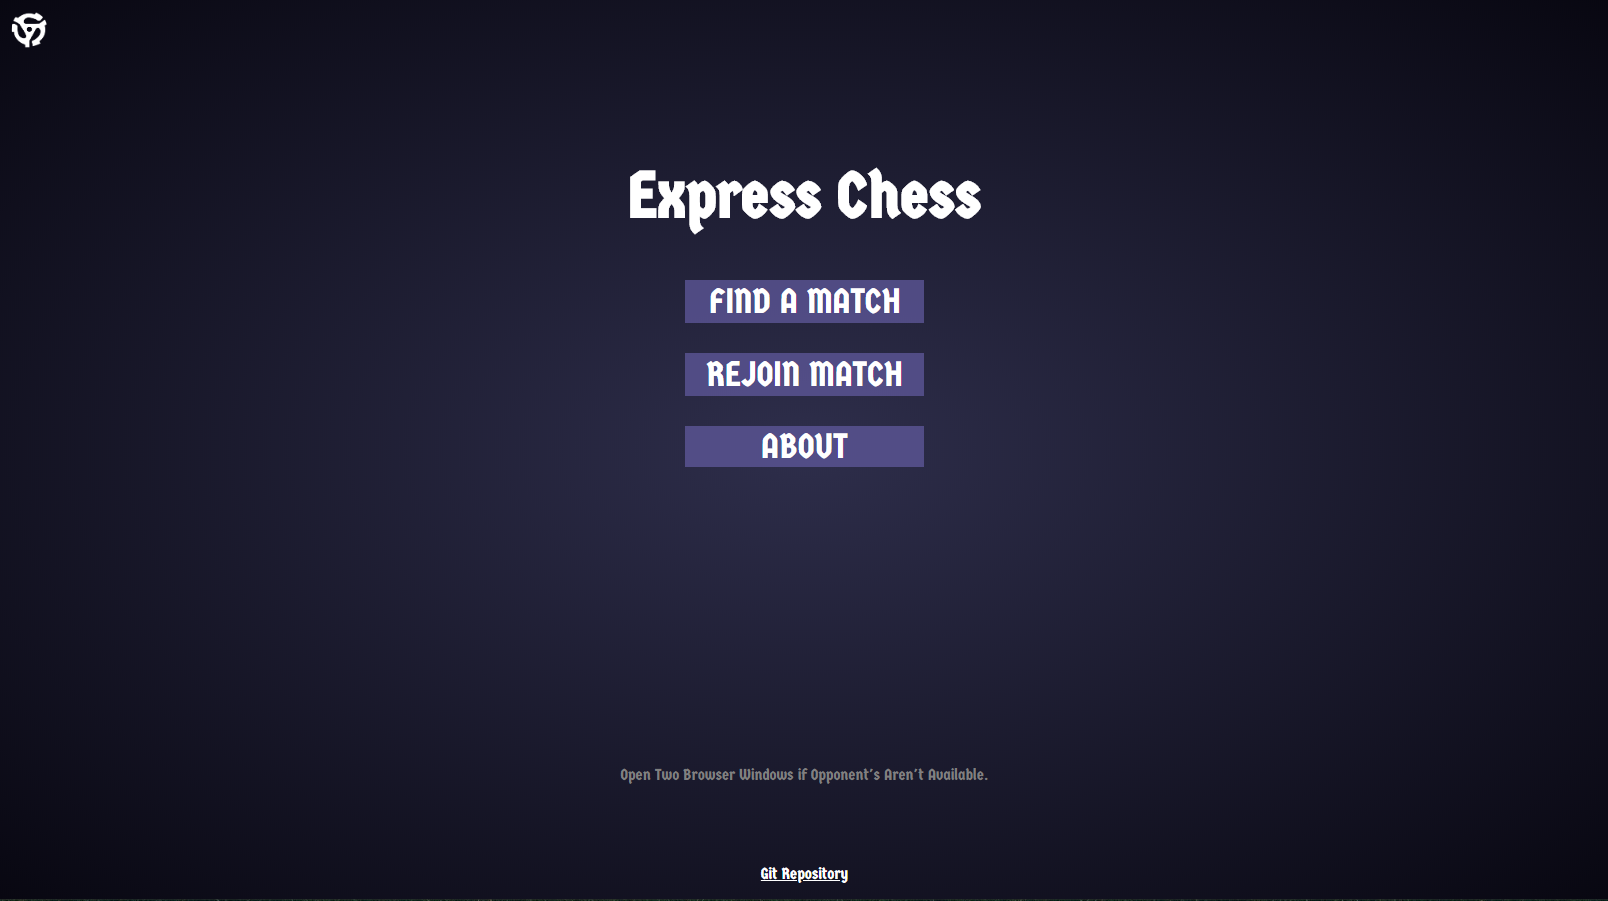 Express Chess
FIND A MATCH
REJOIN MATCH
ABOUT
Open Two Browser Windows if Opponent's Aren't Available.
Git Repository